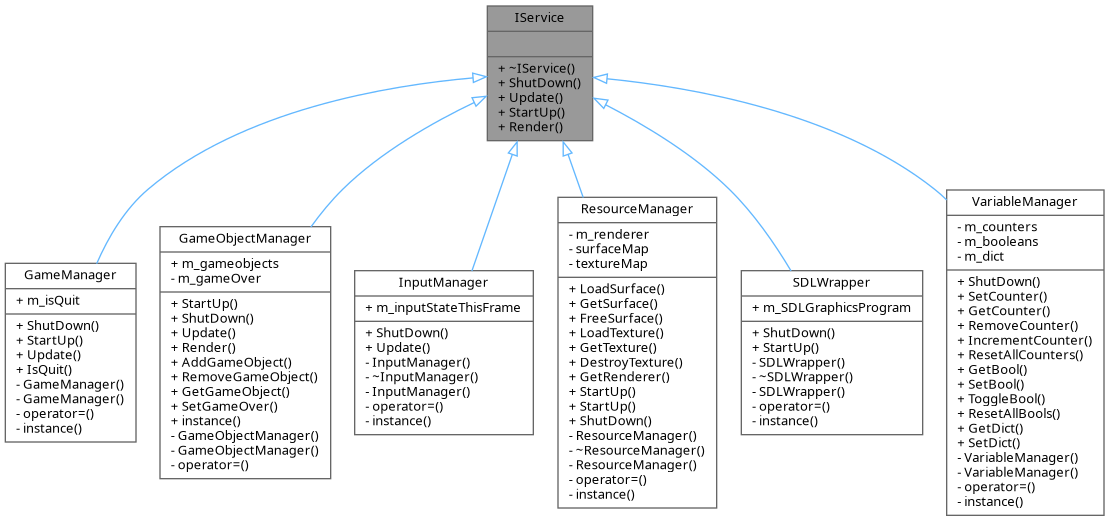 IService
+ ~IService()
+ ShutDown()
+ Update()
+ StartUp()
+ Render()
GameManager
+ m_isQuit
+ ShutDown()
+ StartUp()
+ Update()
+ IsQuit()
- GameManager()
- GameManager()
- operator=()
- instance()
GameObjectManager
+ m_gameobjects
- m_gameOver
+ StartUp()
+ ShutDown()
+ Update()
+ Render()
+ AddGameObject()
+ RemoveGameObject()
+ GetGameObject()
+ SetGameOver()
+ instance()
- GameObjectManager()
- GameObjectManager()
- operator=()
InputManager
+ m_inputStateThisFrame
+ ShutDown()
+ Update()
- InputManager()
- ~InputManager()
- InputManager()
- operator=()
- instance()
ResourceManager
- m_renderer
- surfaceMap
- textureMap
+ LoadSurface()
+ GetSurface()
+ FreeSurface()
+ LoadTexture()
+ GetTexture()
+ DestroyTexture()
+ GetRenderer()
+ StartUp()
+ StartUp()
+ ShutDown()
- ResourceManager()
- ~ResourceManager()
- ResourceManager()
- operator=()
- instance()
SDLWrapper
+ m_SDLGraphicsProgram
+ ShutDown()
+ StartUp()
- SDLWrapper()
- ~SDLWrapper()
- SDLWrapper()
- operator=()
- instance()
VariableManager
- m_counters
- m_booleans
- m_dict
+ ShutDown()
+ SetCounter()
+ GetCounter()
+ RemoveCounter()
+ IncrementCounter()
+ ResetAllCounters()
+ GetBool()
+ SetBool()
+ ToggleBool()
+ ResetAllBools()
+ GetDict()
+ SetDict()
- VariableManager()
- VariableManager()
- operator=()
- instance()